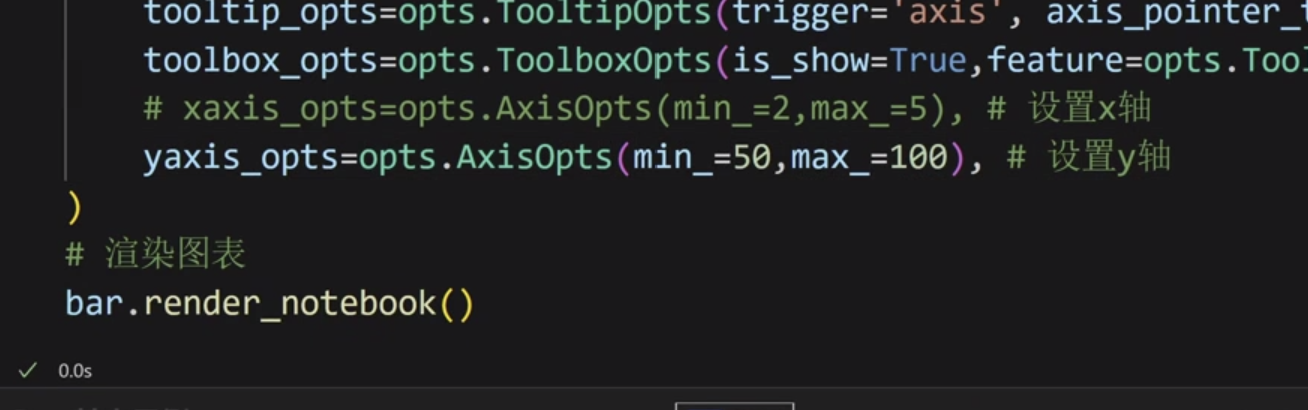 tooltip_opts=opts.TooltipOpts(trigger='axis', axis_pointer_
toolbox_opts=opts.ToolboxOpts(is_show=True,feature=opts.Tool
# xaxis_opts=opts.AxisOpts(min_=2,max_=5), # 设置x轴
yaxis_opts=opts.AxisOpts(min_=50,max_=100), # 设置y轴
)
# 渲染图表
bar.render_notebook()
0.0s